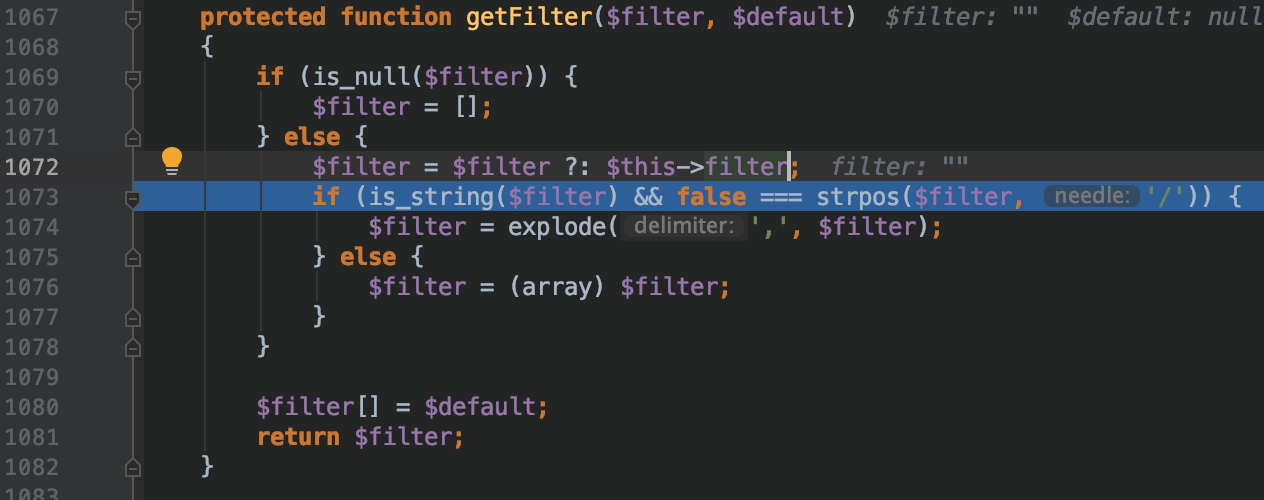 1067 protected function getFilter($filter, $default) $filter: "" $default: null
1068 {
1069 if (is_null($filter)) {
1070 $filter = [];
1071 } else {
1072 $filter = $filter ?: $this->filter; filter: ""
1073 if (is_string($filter) && false === strpos($filter, needle: '/')) {
1074 $filter = explode( delimiter: ',', $filter);
1075 } else {
1076 $filter = (array) $filter;
1077 }
1078 }
1079
1080 $filter[] = $default;
1081 return $filter;
1082 }
1083